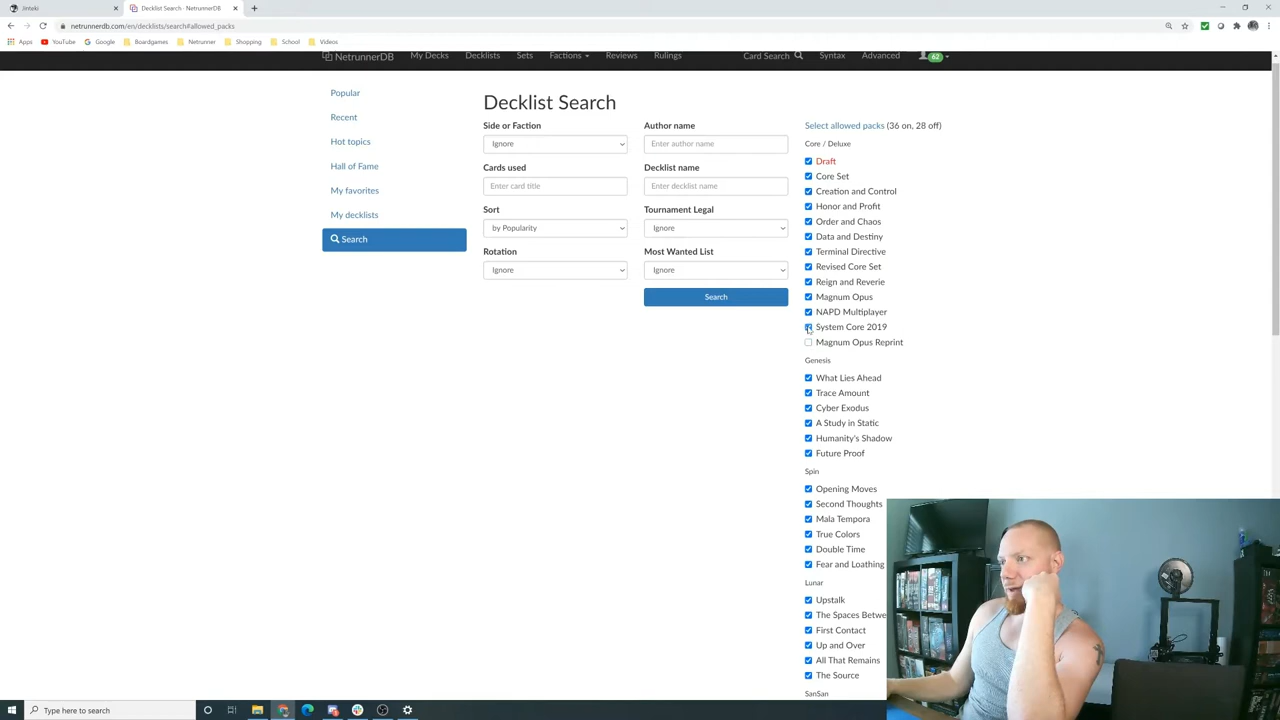 Jinteki
Decklist Search · NetrunnerDB
netrunnerdb.com/en/decklists/search#allowed_packs
Apps YouTube Google Boardgames Netrunner Shopping School Videos
NetrunnerDB My Decks Decklists Sets Factions Reviews Rulings Card Search Syntax Advanced 62
Popular
Recent
Hot topics
Hall of Fame
My favorites
My decklists
Search
Decklist Search
Side or Faction
Ignore
Cards used
Enter card title
Sort
by Popularity
Rotation
Ignore
Author name
Enter author name
Decklist name
Enter decklist name
Tournament Legal
Ignore
Most Wanted List
Ignore
Search
Select allowed packs (36 on, 28 off)
Core / Deluxe
Draft
Core Set
Creation and Control
Honor and Profit
Order and Chaos
Data and Destiny
Terminal Directive
Revised Core Set
Reign and Reverie
Magnum Opus
NAPD Multiplayer
System Core 2019
Magnum Opus Reprint
Genesis
What Lies Ahead
Trace Amount
Cyber Exodus
A Study in Static
Humanity's Shadow
Future Proof
Spin
Opening Moves
Second Thoughts
Mala Tempora
True Colors
Double Time
Fear and Loathing
Lunar
Upstalk
The Spaces Betwe
First Contact
Up and Over
All That Remains
The Source
SanSan
Type here to search